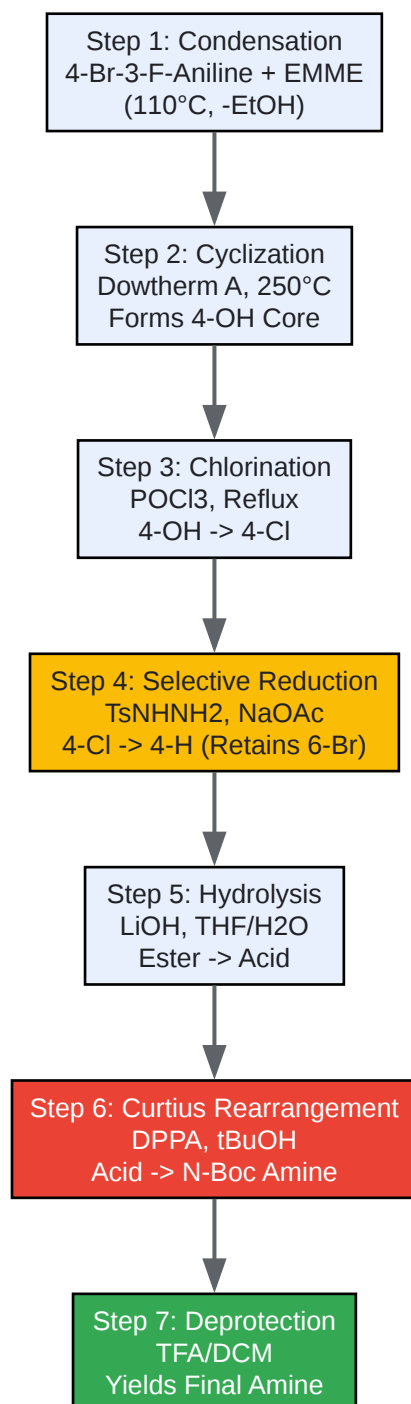 Step 1: Condensation
4-Br-3-F-Aniline + EMME
(110°C, -EtOH)
Step 2: Cyclization
Dowtherm A, 250°C
Forms 4-OH Core
Step 3: Chlorination
POCl3, Reflux
4-OH -> 4-Cl
Step 4: Selective Reduction
TsNHNH2, NaOAc
4-Cl -> 4-H (Retains 6-Br)
Step 5: Hydrolysis
LiOH, THF/H2O
Ester -> Acid
Step 6: Curtius Rearrangement
DPPA, tBuOH
Acid -> N-Boc Amine
Step 7: Deprotection
TFA/DCM
Yields Final Amine